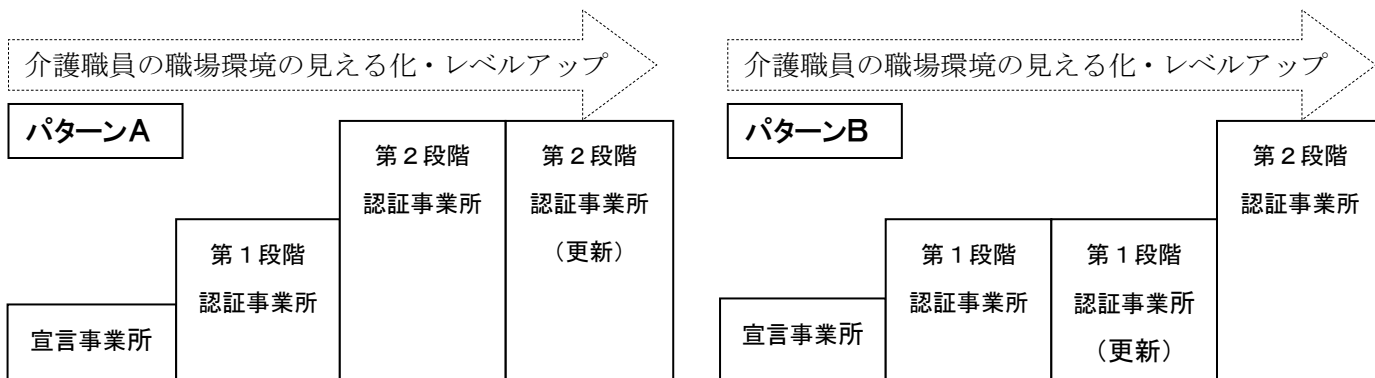 介護職員の職場環境の見える化・レベルアップ
パターンA
宣言事業所
第1段階
認証事業所
第2段階
認証事業所
第2段階
認証事業所
（更新）
介護職員の職場環境の見える化・レベルアップ
パターンB
宣言事業所
第1段階
認証事業所
第1段階
認証事業所
（更新）
第2段階
認証事業所